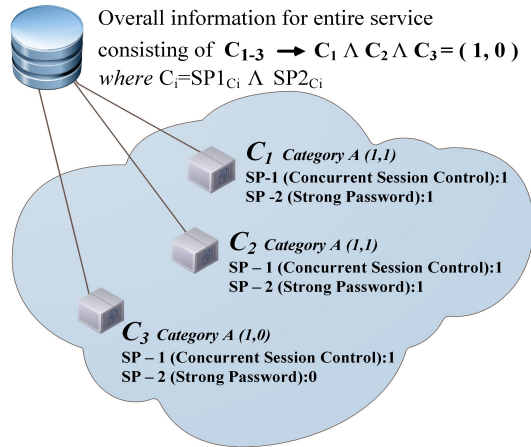 Overall information for entire service
consisting of C1-3 → C1 Λ C2 Λ C3 = ( 1, 0 )
where Ci=SP1Ci Λ SP2Ci
C1 Category A (1,1)
SP-1 (Concurrent Session Control):1
SP -2 (Strong Password):1
C2 Category A (1,1)
SP – 1 (Concurrent Session Control):1
SP – 2 (Strong Password):1
C3 Category A (1,0)
SP – 1 (Concurrent Session Control):1
SP – 2 (Strong Password):0